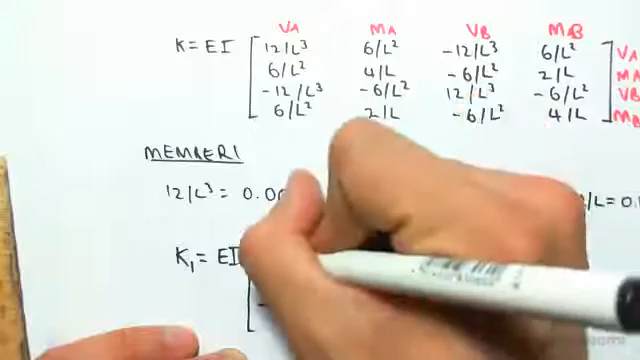 VA MA VB MB
K = EI 12/L³ 6/L² -12/L³ 6/L² VA
6/L² 4/L -6/L² 2/L MA
-12/L³ -6/L² 12/L³ -6/L² VB
6/L² 2/L -6/L² 4/L MB
MEMBER 1
12/L³ = 0.00 /L = 0.
K₁ = EI